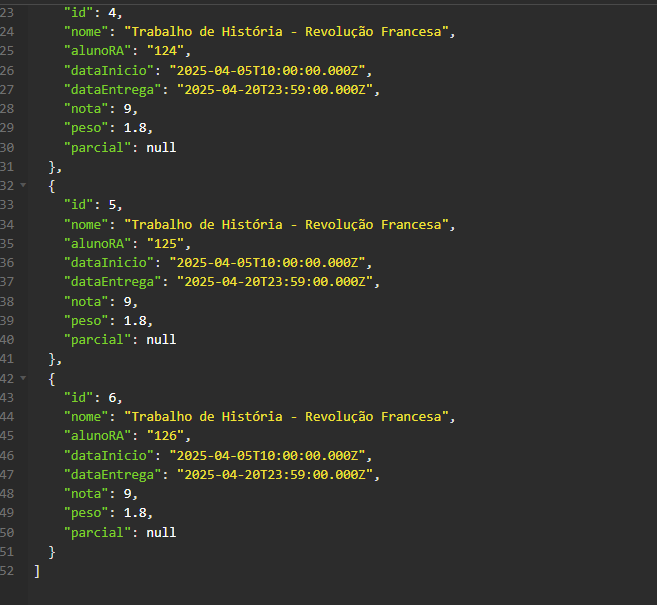 23 "id": 4,
24 "nome": "Trabalho de História - Revolução Francesa",
25 "alunoRA": "124",
26 "dataInicio": "2025-04-05T10:00:00.000Z",
27 "dataEntrega": "2025-04-20T23:59:00.000Z",
28 "nota": 9,
29 "peso": 1.8,
30 "parcial": null
31 },
32 {
33 "id": 5,
34 "nome": "Trabalho de História - Revolução Francesa",
35 "alunoRA": "125",
36 "dataInicio": "2025-04-05T10:00:00.000Z",
37 "dataEntrega": "2025-04-20T23:59:00.000Z",
38 "nota": 9,
39 "peso": 1.8,
40 "parcial": null
41 },
42 {
43 "id": 6,
44 "nome": "Trabalho de História - Revolução Francesa",
45 "alunoRA": "126",
46 "dataInicio": "2025-04-05T10:00:00.000Z",
47 "dataEntrega": "2025-04-20T23:59:00.000Z",
48 "nota": 9,
49 "peso": 1.8,
50 "parcial": null
51 }
52 ]